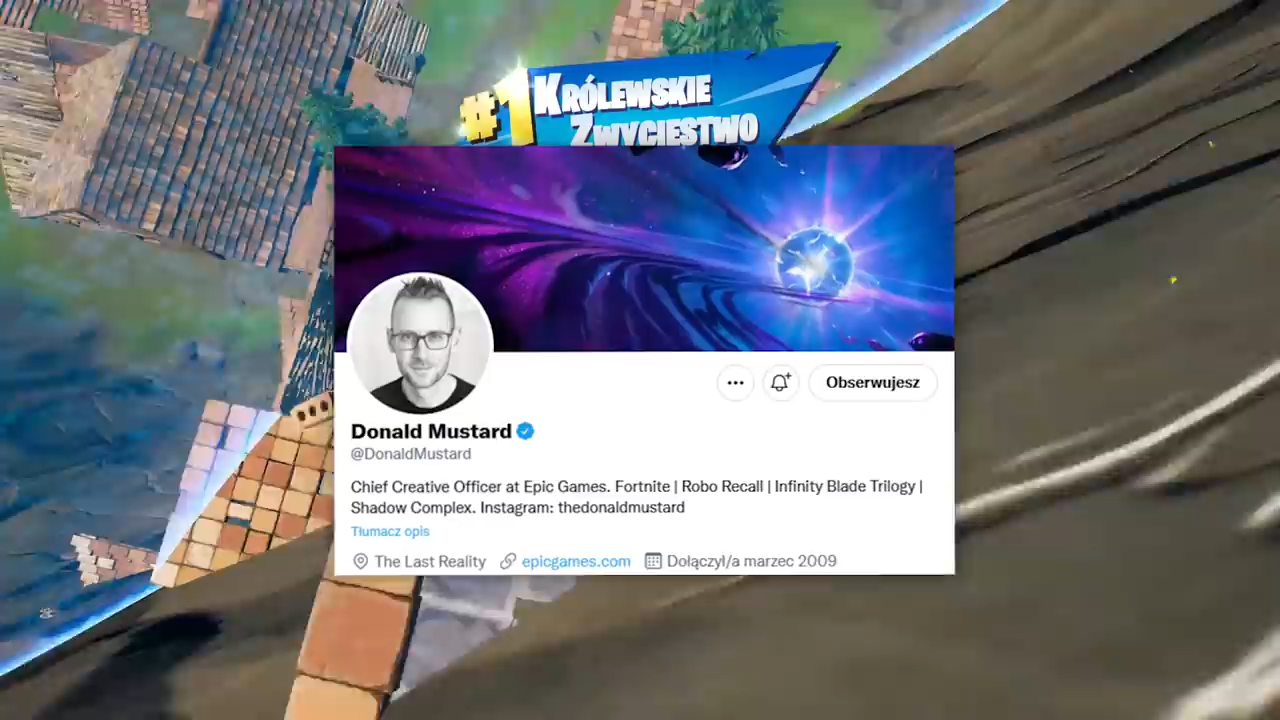 #1 KRÓLEWSKIE
ZWYCIĘSTWO
Obserwujesz
Donald Mustard
@DonaldMustard
Chief Creative Officer at Epic Games. Fortnite | Robo Recall | Infinity Blade Trilogy |
Shadow Complex. Instagram: thedonaldmustard
Tłumacz opis
The Last Reality epicgames.com Dołączył/a marzec 2009